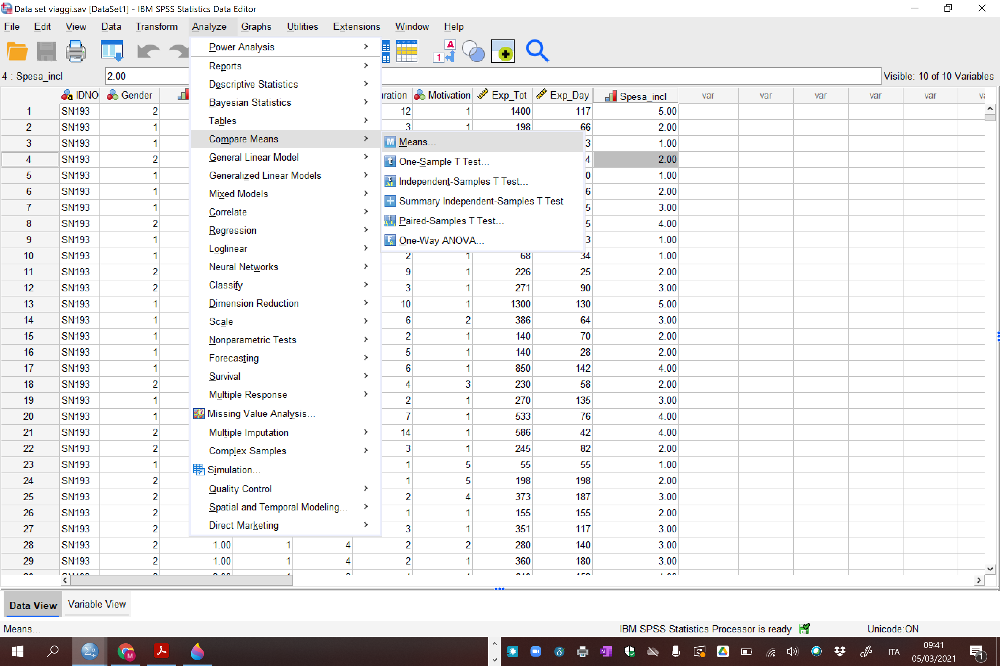 Data set viaggi.sav [DataSet1] - IBM SPSS Statistics Data Editor
File Edit View Data Transform Analyze Graphs Utilities Extensions Window Help
4 : Spesa_incl 2.00 Visible: 10 of 10 Variables
Power Analysis
Reports
Descriptive Statistics
Bayesian Statistics
Tables
Compare Means
General Linear Model
Generalized Linear Models
Mixed Models
Correlate
Regression
Loglinear
Neural Networks
Classify
Dimension Reduction
Scale
Nonparametric Tests
Forecasting
Survival
Multiple Response
Missing Value Analysis...
Multiple Imputation
Complex Samples
Simulation...
Quality Control
Spatial and Temporal Modeling...
Direct Marketing
Means...
One-Sample T Test...
Independent-Samples T Test...
Summary Independent-Samples T Test
Paired-Samples T Test...
One-Way ANOVA...
IDNO Gender uration Motivation Exp_Tot Exp_Day Spesa_incl var var var var var
1 SN193 2 12 1 1400 117 5.00
2 SN193 1 3 1 198 66 2.00
3 SN193 1 3 1.00
4 SN193 2 4 2.00
5 SN193 1 0 1.00
6 SN193 1 6 2.00
7 SN193 1 5 3.00
8 SN193 2 5 4.00
9 SN193 1 3 1.00
10 SN193 1 2 1 68 34 1.00
11 SN193 2 9 1 226 25 2.00
12 SN193 2 3 1 271 90 3.00
13 SN193 1 10 1 1300 130 5.00
14 SN193 1 6 2 386 64 3.00
15 SN193 1 2 1 140 70 2.00
16 SN193 1 5 1 140 28 2.00
17 SN193 1 6 1 850 142 4.00
18 SN193 2 4 3 230 58 2.00
19 SN193 1 2 1 270 135 3.00
20 SN193 1 7 1 533 76 4.00
21 SN193 2 14 1 586 42 4.00
22 SN193 2 3 1 245 82 2.00
23 SN193 1 1 5 55 55 1.00
24 SN193 2 1 5 198 198 2.00
25 SN193 2 2 4 373 187 3.00
26 SN193 2 1 1 155 155 2.00
27 SN193 2 3 1 351 117 3.00
28 SN193 2 1.00 1 4 2 2 280 140 3.00
29 SN193 2 1.00 1 4 2 1 360 180 3.00
Data View Variable View
Means... IBM SPSS Statistics Processor is ready Unicode:ON
ITA
09:41
05/03/2021
1